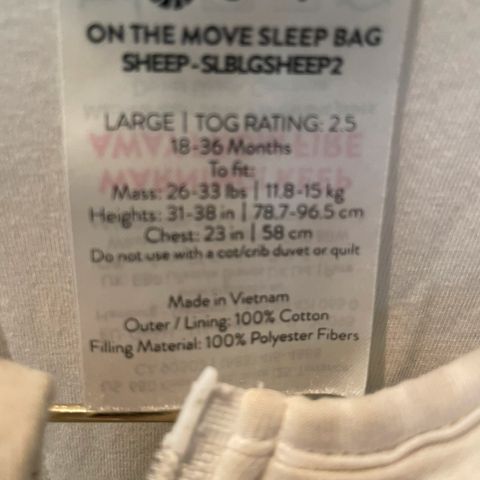 ON THE MOVE SLEEP BAG
SHEEP-SLBLGSHEEP2
LARGE | TOG RATING: 2.5
18-36 Months
To fit:
Mass: 26-33 lbs | 11.8-15 kg
Heights: 31-38 in | 78.7-96.5 cm
Chest: 23 in | 58 cm
Do not use with a cot/crib duvet or quilt
Made in Vietnam
Outer / Lining: 100% Cotton
Filling Material: 100% Polyester Fibers